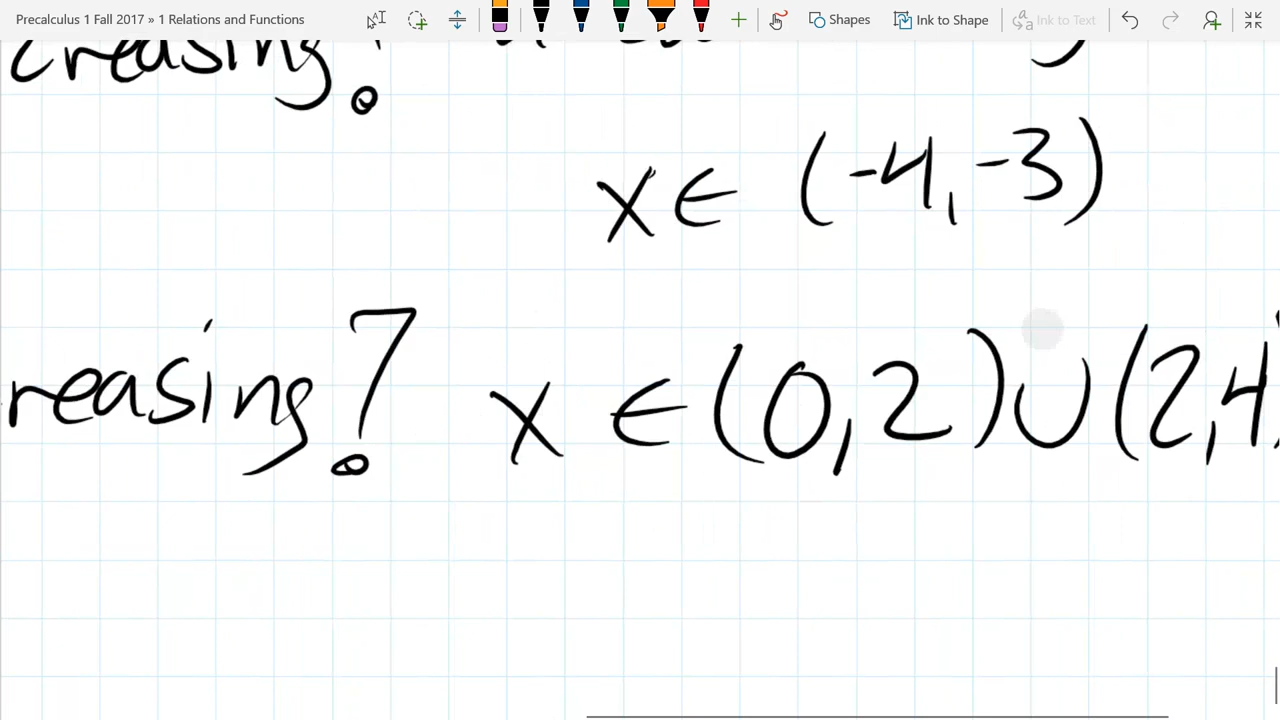 Precalculus 1 Fall 2017 » 1 Relations and Functions
Shapes
Ink to Shape
Ink to Text
creasing?
x ∈ (-4, -3)
reasing? x ∈ (0, 2) ∪ (2, 4